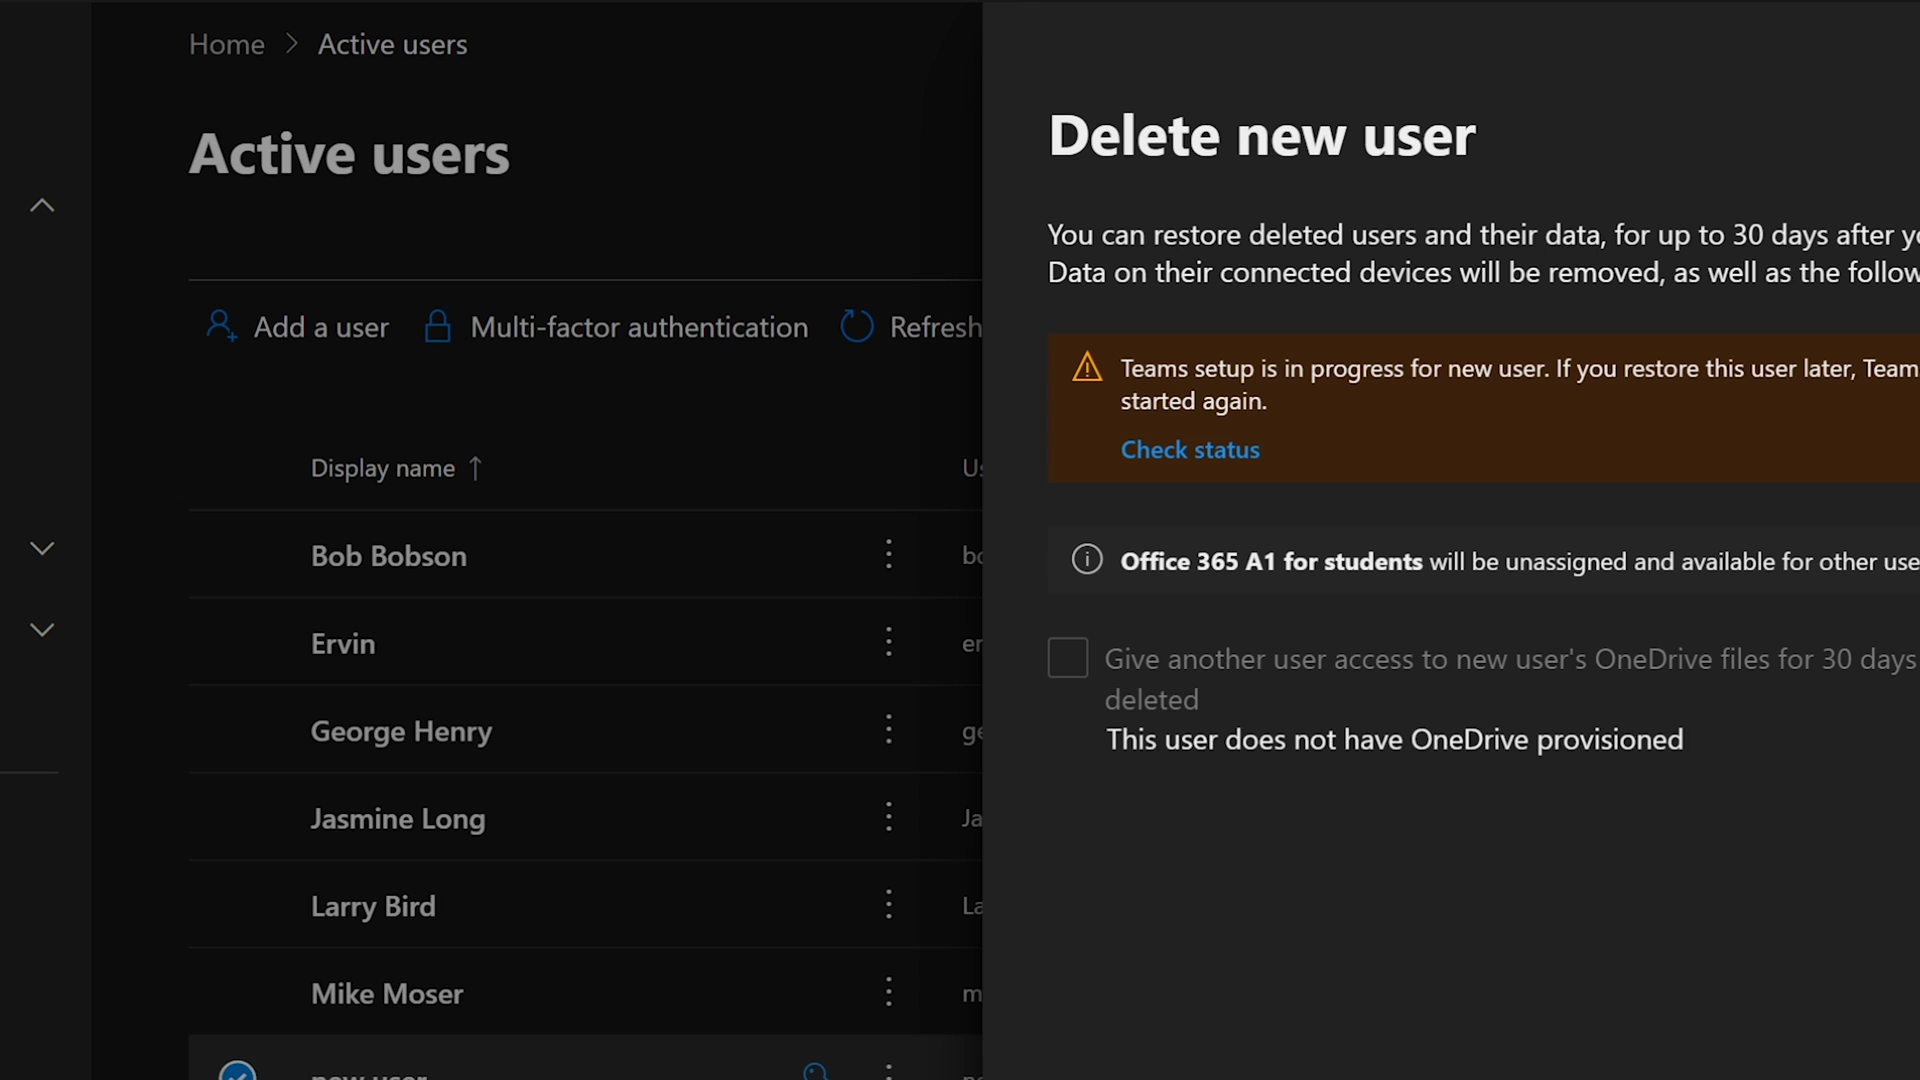 Home > Active users
Active users
Add a user
Multi-factor authentication
Refresh
Display name ↑
Bob Bobson
Ervin
George Henry
Jasmine Long
Larry Bird
Mike Moser
new user
Delete new user
You can restore deleted users and their data, for up to 30 days after
Data on their connected devices will be removed, as well as the
Teams setup is in progress for new user. If you restore this user later,
started again.
Check status
Office 365 A1 for students will be unassigned and available for other
Give another user access to new user's OneDrive files for 30 days
deleted
This user does not have OneDrive provisioned